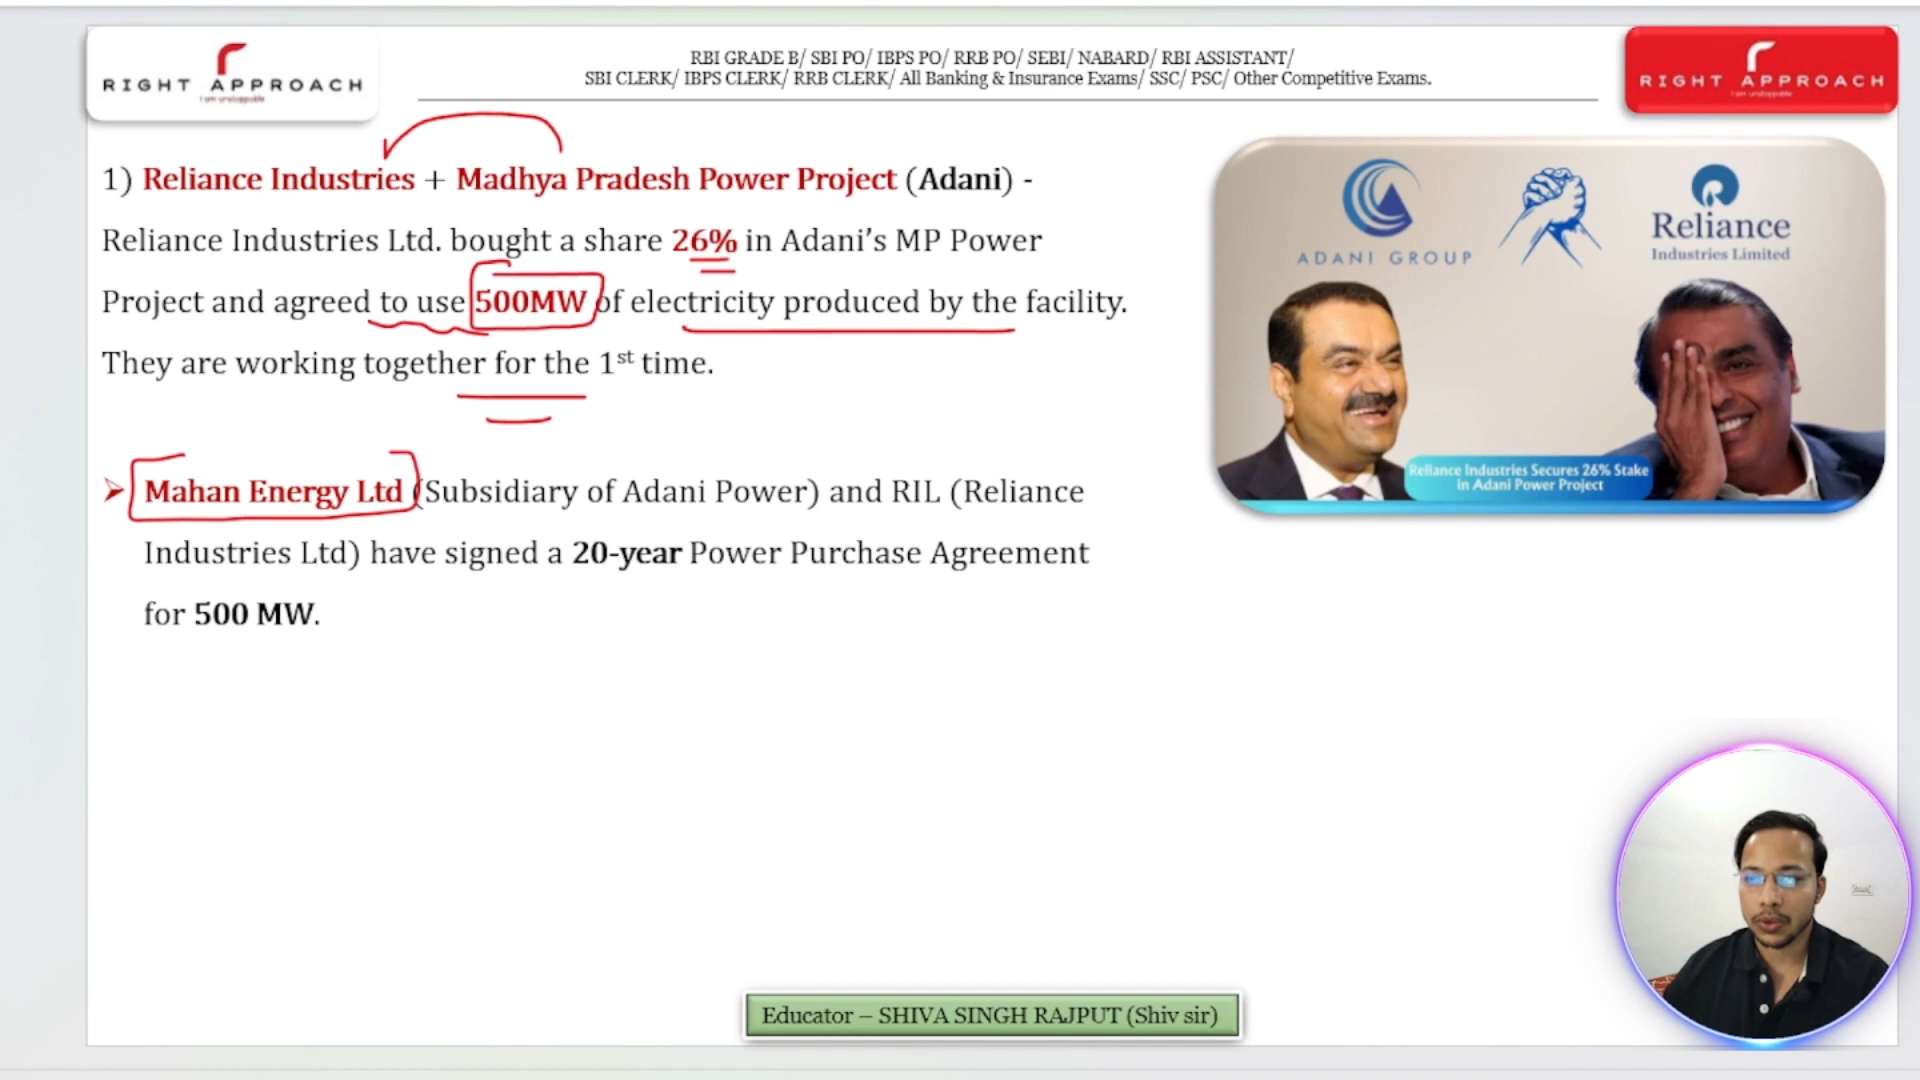 RIGHT APPROACH
I am unstoppable
RBI GRADE B/ SBI PO/ IBPS PO/ RRB PO/ SEBI/ NABARD/ RBI ASSISTANT/
SBI CLERK/ IBPS CLERK/ RRB CLERK/ All Banking & Insurance Exams/ SSC/ PSC/ Other Competitive Exams.
RIGHT APPROACH
I am unstoppable
1) Reliance Industries + Madhya Pradesh Power Project (Adani) -
Reliance Industries Ltd. bought a share 26% in Adani’s MP Power
Project and agreed to use 500MW of electricity produced by the facility.
They are working together for the 1st time.
➢ Mahan Energy Ltd (Subsidiary of Adani Power) and RIL (Reliance
Industries Ltd) have signed a 20-year Power Purchase Agreement
for 500 MW.
ADANI GROUP
Reliance
Industries Limited
Reliance Industries Secures 26% Stake
in Adani Power Project
Educator – SHIVA SINGH RAJPUT (Shiv sir)